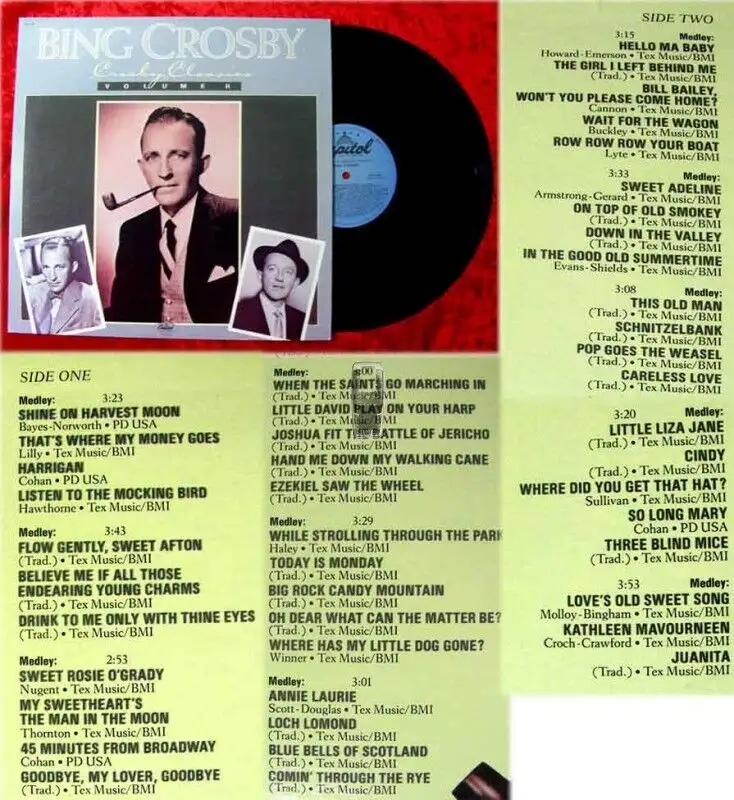 BING CROSBY
Crosby Classics
VOLUME II
Capitol
SIDE ONE
Medley: 3:23
SHINE ON HARVEST MOON
Bayes-Norworth • PD USA
THAT'S WHERE MY MONEY GOES
Lilly • Tex Music/BMI
HARRIGAN
Cohan • PD USA
LISTEN TO THE MOCKING BIRD
Hawthorne • Tex Music/BMI
Medley: 3:43
FLOW GENTLY, SWEET AFTON
(Trad.) • Tex Music/BMI
BELIEVE ME IF ALL THOSE
ENDEARING YOUNG CHARMS
(Trad.) • Tex Music/BMI
DRINK TO ME ONLY WITH THINE EYES
(Trad.) • Tex Music/BMI
Medley: 2:53
SWEET ROSIE O'GRADY
Nugent • Tex Music/BMI
MY SWEETHEART'S
THE MAN IN THE MOON
Thornton • Tex Music/BMI
45 MINUTES FROM BROADWAY
Cohan • PD USA
GOODBYE, MY LOVER, GOODBYE
(Trad.) • Tex Music/BMI
Medley: :00
WHEN THE SAINTS GO MARCHING IN
(Trad.) • Tex Music/BMI
LITTLE DAVID PLAY ON YOUR HARP
(Trad.) • Tex Music/BMI
JOSHUA FIT THE BATTLE OF JERICHO
(Trad.) • Tex Music/BMI
HAND ME DOWN MY WALKING CANE
(Trad.) • Tex Music/BMI
EZEKIEL SAW THE WHEEL
(Trad.) • Tex Music/BMI
Medley: 3:29
WHILE STROLLING THROUGH THE PARK
Haley • Tex Music/BMI
TODAY IS MONDAY
(Trad.) • Tex Music/BMI
BIG ROCK CANDY MOUNTAIN
(Trad.) • Tex Music/BMI
OH DEAR WHAT CAN THE MATTER BE?
(Trad.) • Tex Music/BMI
WHERE HAS MY LITTLE DOG GONE?
Winner • Tex Music/BMI
Medley: 3:01
ANNIE LAURIE
Scott-Douglas • Tex Music/BMI
LOCH LOMOND
(Trad.) • Tex Music/BMI
BLUE BELLS OF SCOTLAND
(Trad.) • Tex Music/BMI
COMIN' THROUGH THE RYE
(Trad.) • Tex Music/BMI
SIDE TWO
3:15 Medley:
HELLO MA BABY
Howard-Emerson • Tex Music/BMI
THE GIRL I LEFT BEHIND ME
(Trad.) • Tex Music/BMI
BILL BAILEY,
WON'T YOU PLEASE COME HOME?
Cannon • Tex Music/BMI
WAIT FOR THE WAGON
Buckley • Tex Music/BMI
ROW ROW ROW YOUR BOAT
Lyte • Tex Music/BMI
3:33 Medley:
SWEET ADELINE
Armstrong-Gerard • Tex Music/BMI
ON TOP OF OLD SMOKEY
(Trad.) • Tex Music/BMI
DOWN IN THE VALLEY
(Trad.) • Tex Music/BMI
IN THE GOOD OLD SUMMERTIME
Evans-Shields • Tex Music/BMI
3:08 Medley:
THIS OLD MAN
(Trad.) • Tex Music/BMI
SCHNITZELBANK
(Trad.) • Tex Music/BMI
POP GOES THE WEASEL
(Trad.) • Tex Music/BMI
CARELESS LOVE
(Trad.) • Tex Music/BMI
3:20 Medley:
LITTLE LIZA JANE
(Trad.) • Tex Music/BMI
CINDY
(Trad.) • Tex Music/BMI
WHERE DID YOU GET THAT HAT?
Sullivan • Tex Music/BMI
SO LONG MARY
Cohan • PD USA
THREE BLIND MICE
(Trad.) • Tex Music/BMI
3:53 Medley:
LOVE'S OLD SWEET SONG
Molloy-Bingham • Tex Music/BMI
KATHLEEN MAVOURNEEN
Croch-Crawford • Tex Music/BMI
JUANITA
(Trad.) • Tex Music/BMI